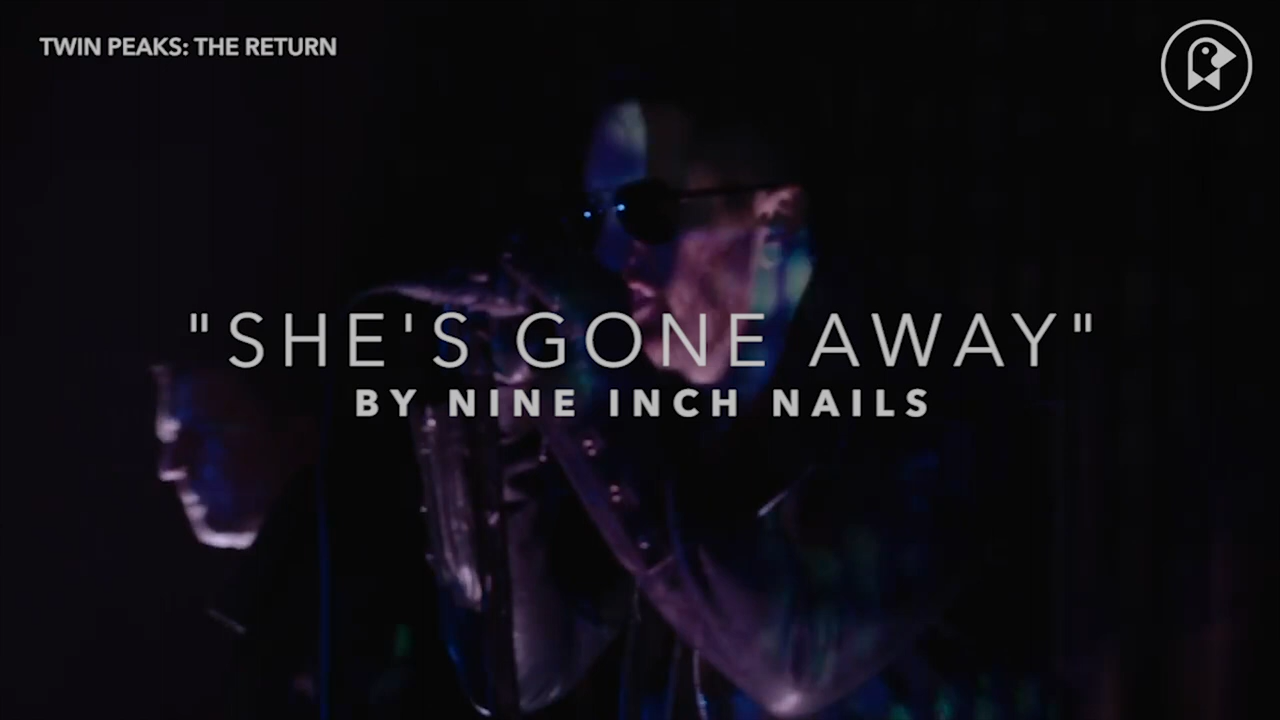 TWIN PEAKS: THE RETURN
"SHE'S GONE AWAY"
BY NINE INCH NAILS